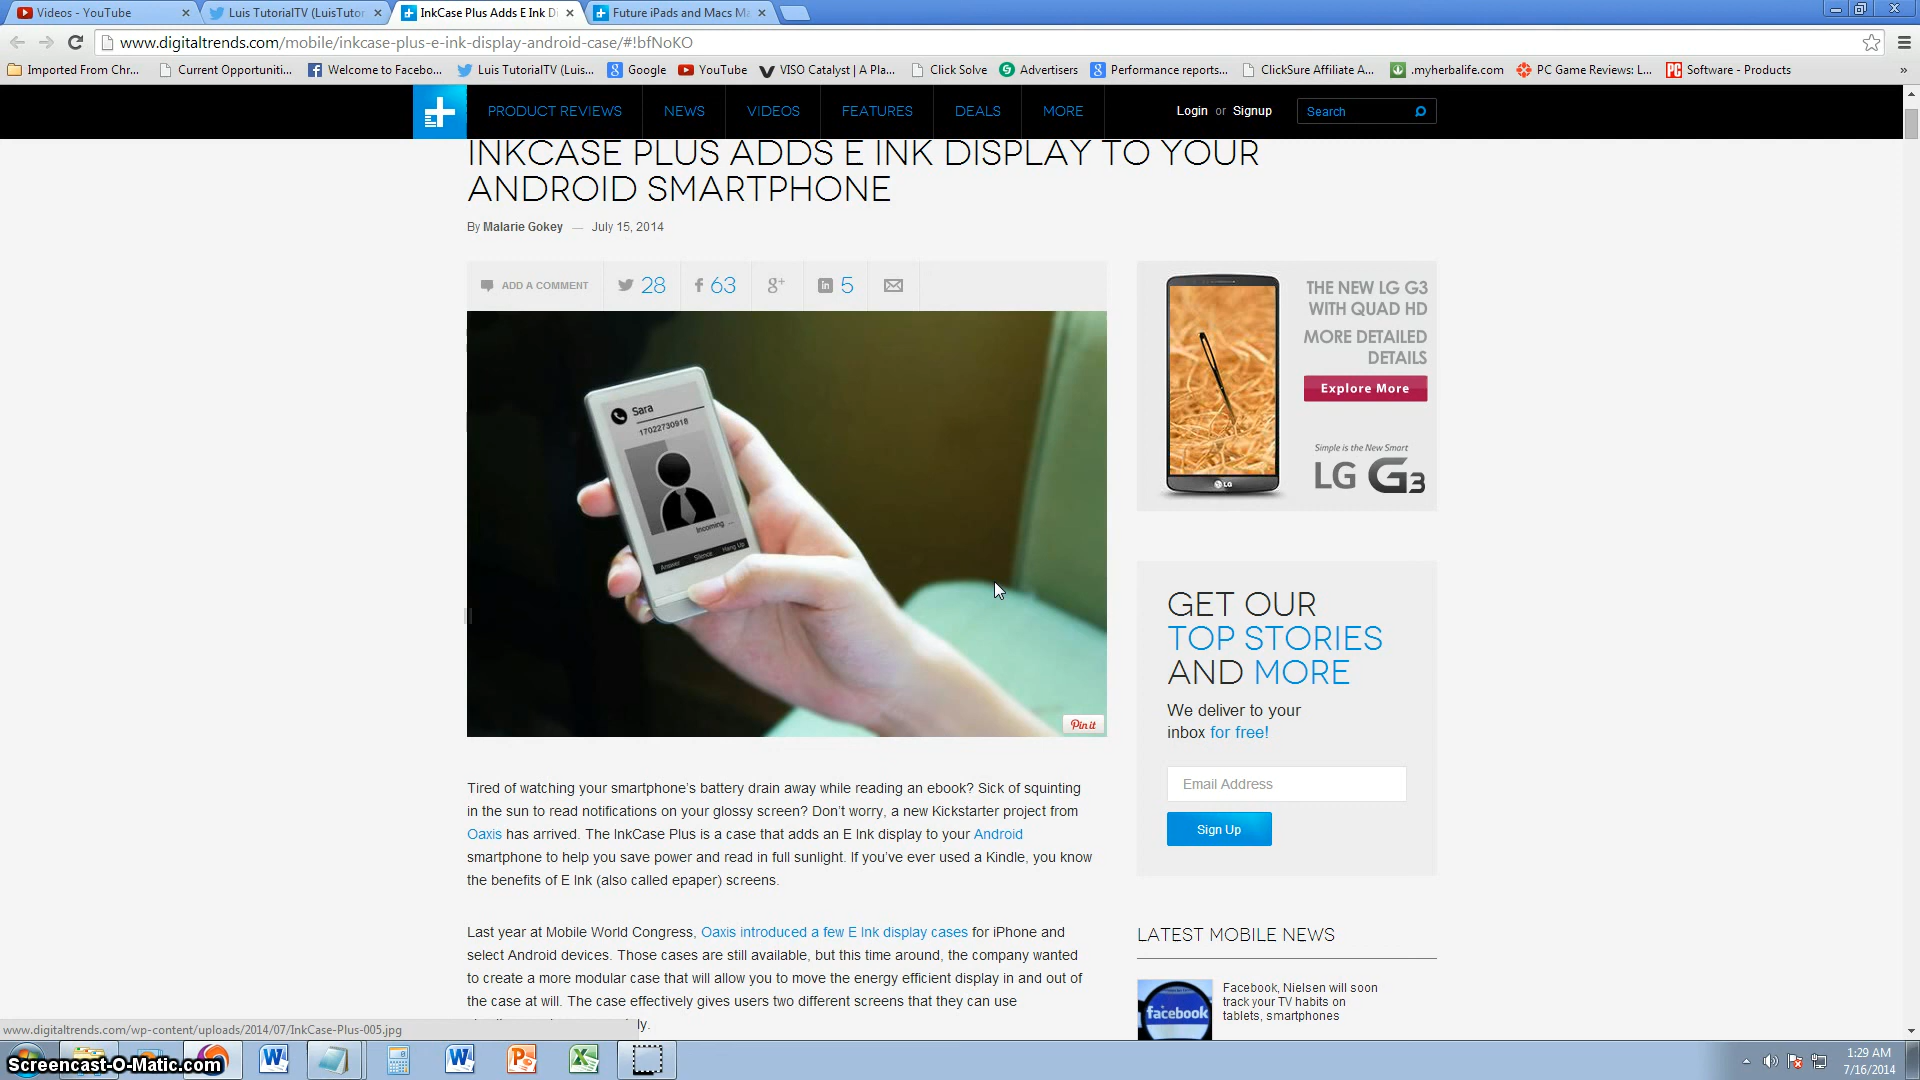 Videos - YouTube
Luis TutorialTV (LuisTutor
InkCase Plus Adds E Ink D
Future iPads and Macs Ma
www.digitaltrends.com/mobile/inkcase-plus-e-ink-display-android-case/#!bfNoKO
Imported From Chr...
Current Opportuniti...
Welcome to Facebo...
Luis TutorialTV (Luis...
Google
YouTube
VISO Catalyst | A Pla...
Click Solve
Advertisers
Performance reports...
ClickSure Affiliate A...
.myherbalife.com
PC Game Reviews: L...
Software - Products
PRODUCT REVIEWS
NEWS
VIDEOS
FEATURES
DEALS
MORE
Login or Signup
Search
INKCASE PLUS ADDS E INK DISPLAY TO YOUR
ANDROID SMARTPHONE
By Malarie Gokey — July 15, 2014
ADD A COMMENT
28
63
5
Sara
17022730918
Incoming ...
Answer Silence Hang Up
Pin it
THE NEW LG G3
WITH QUAD HD
MORE DETAILED
DETAILS
Explore More
Simple is the New Smart
LG G3
LG
GET OUR
TOP STORIES
AND MORE
We deliver to your
inbox for free!
Email Address
Sign Up
Tired of watching your smartphone's battery drain away while reading an ebook? Sick of squinting
in the sun to read notifications on your glossy screen? Don't worry, a new Kickstarter project from
Oaxis has arrived. The InkCase Plus is a case that adds an E Ink display to your Android
smartphone to help you save power and read in full sunlight. If you've ever used a Kindle, you know
the benefits of E Ink (also called epaper) screens.
Last year at Mobile World Congress, Oaxis introduced a few E Ink display cases for iPhone and
select Android devices. Those cases are still available, but this time around, the company wanted
to create a more modular case that will allow you to move the energy efficient display in and out of
the case at will. The case effectively gives users two different screens that they can use
ly.
LATEST MOBILE NEWS
facebook
Facebook, Nielsen will soon
track your TV habits on
tablets, smartphones
www.digitaltrends.com/wp-content/uploads/2014/07/InkCase-Plus-005.jpg
Screencast-O-Matic.com
1:29 AM
7/16/2014